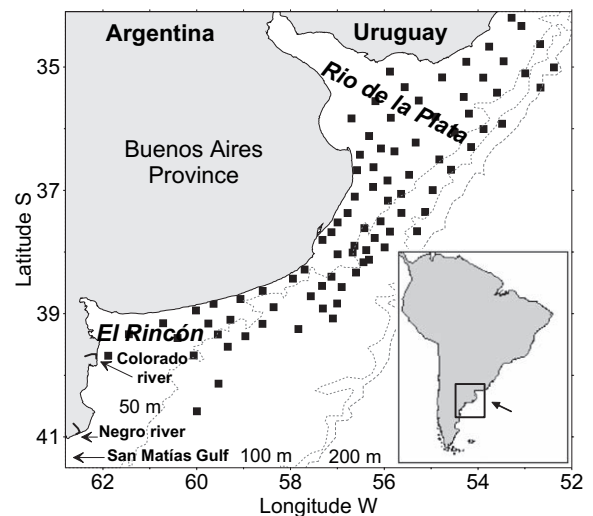 Argentina
Uruguay
Rio de la Plata
Buenos Aires
Province
El Rincón
Colorado
river
50 m
Negro river
San Matías Gulf
100 m
200 m
35
37
39
41
Latitude S
62
60
58
56
54
52
Longitude W